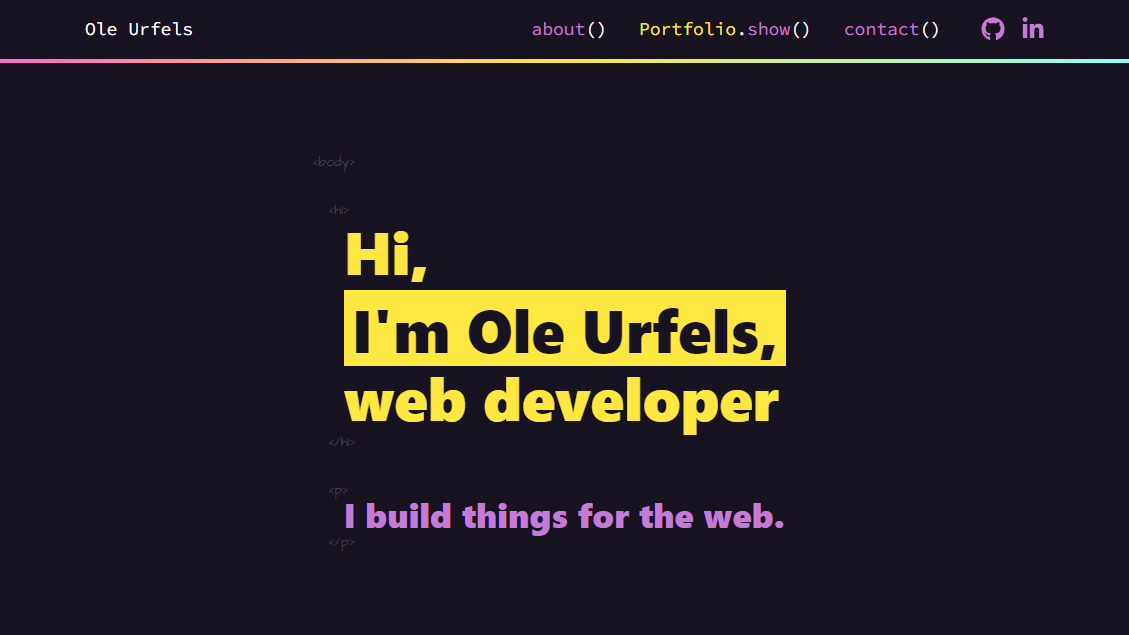 Ole Urfels about() Portfolio.show() contact() in
<body>
<h1>
Hi,
I'm Ole Urfels,
web developer
</h1>
<p>
I build things for the web.
</p>